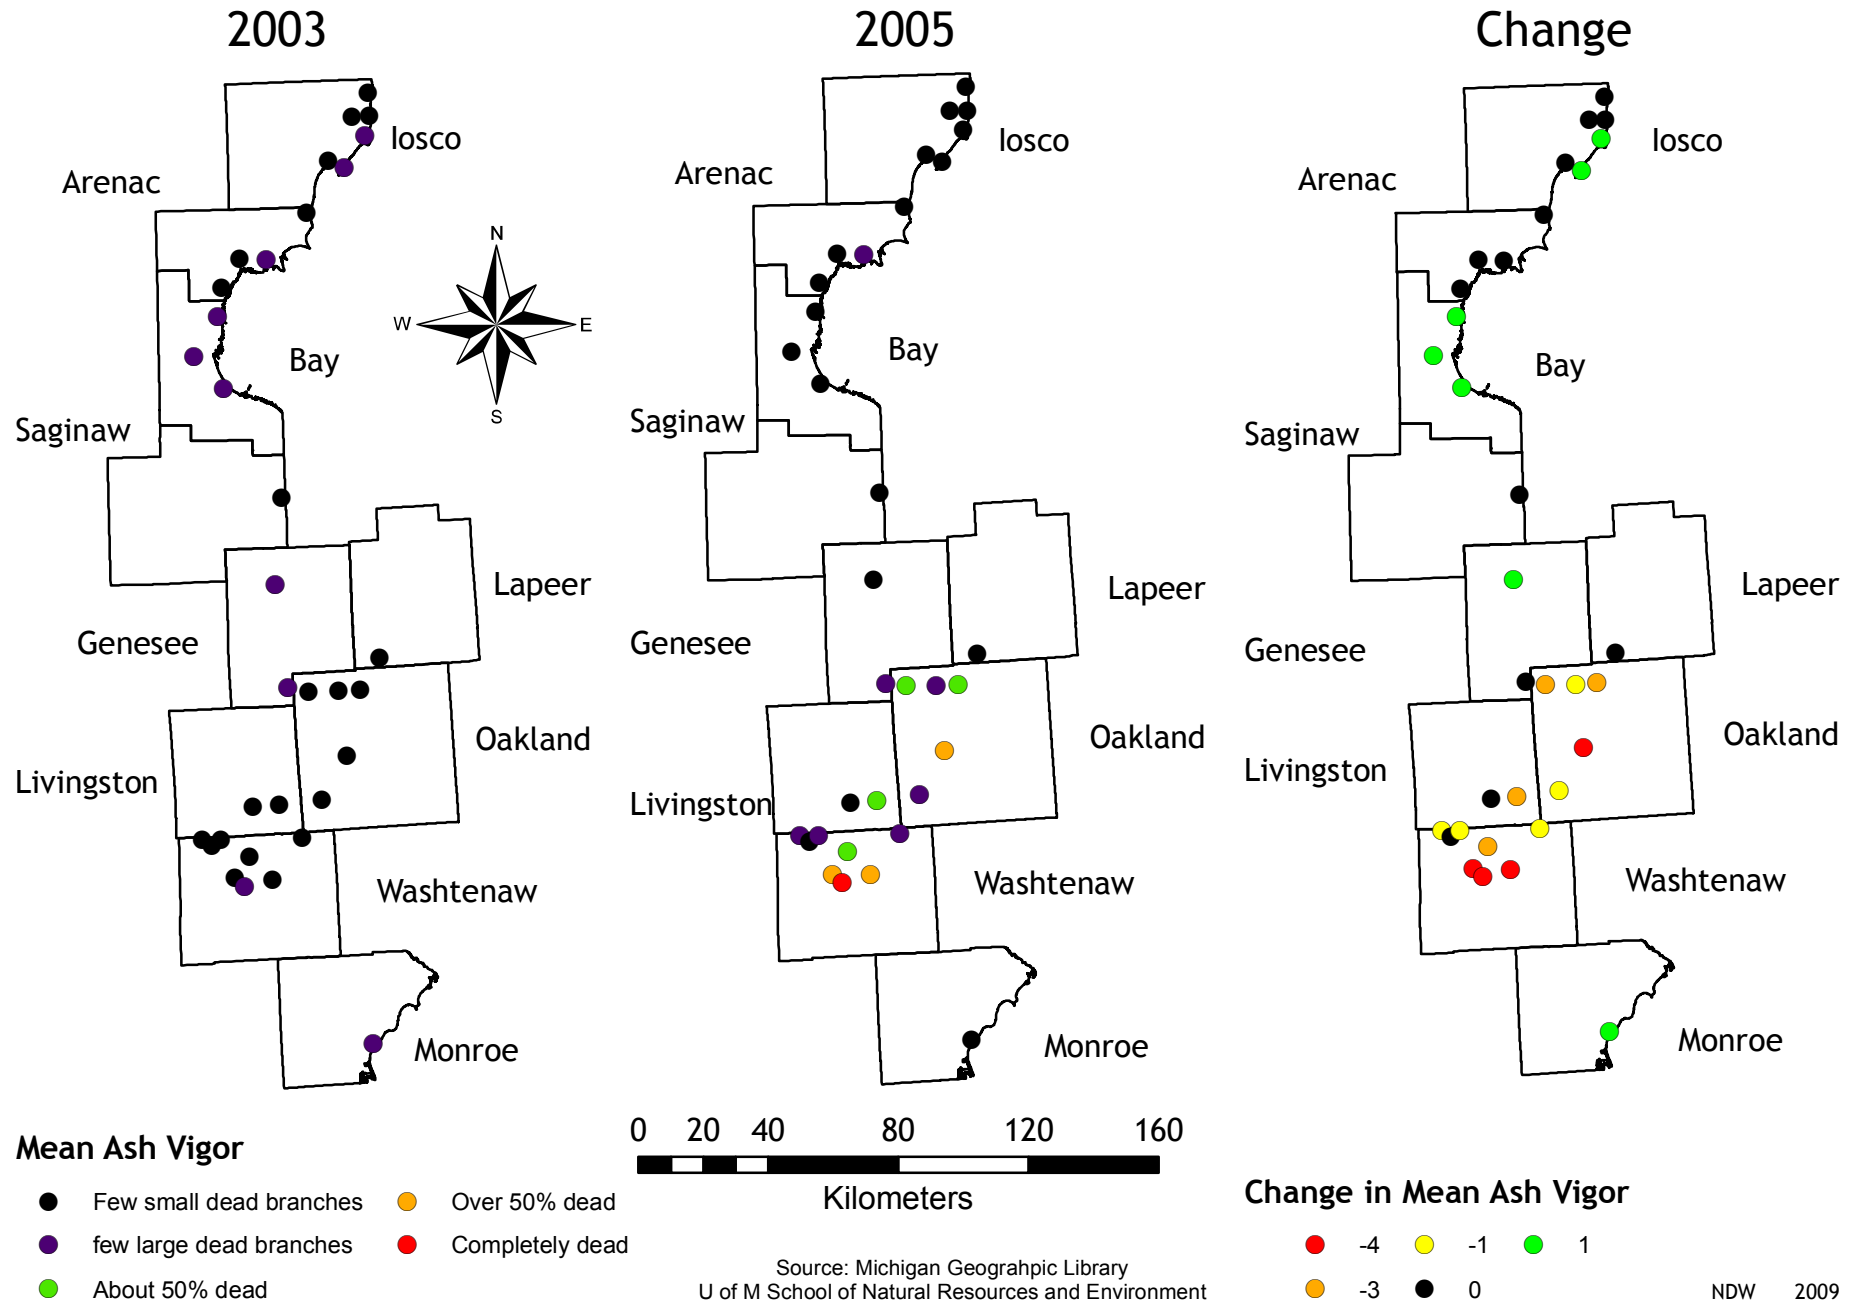 2003
2005
Change
Iosco
Arenac
N
W
E
S
Bay
Saginaw
Lapeer
Genesee
Oakland
Livingston
Washtenaw
Monroe
Iosco
Arenac
Bay
Saginaw
Lapeer
Genesee
Oakland
Livingston
Washtenaw
Monroe
Iosco
Arenac
Bay
Saginaw
Lapeer
Genesee
Oakland
Livingston
Washtenaw
Monroe
Mean Ash Vigor
Few small dead branches
few large dead branches
About 50% dead
Over 50% dead
Completely dead
0 20 40 80 120 160
Kilometers
Source: Michigan Geograhpic Library
U of M School of Natural Resources and Environment
Change in Mean Ash Vigor
-4 -1 1
-3 0
NDW 2009